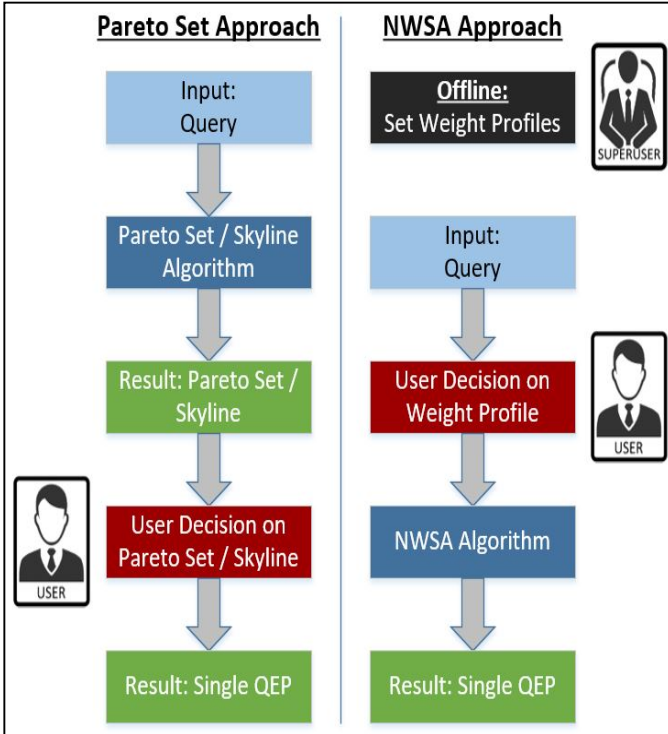 Pareto Set Approach
Input:
Query
Pareto Set / Skyline
Algorithm
Result: Pareto Set /
Skyline
User Decision on
Pareto Set / Skyline
USER
Result: Single QEP
NWSA Approach
Offline:
Set Weight Profiles
SUPERUSER
Input:
Query
User Decision on
Weight Profile
USER
NWSA Algorithm
Result: Single QEP